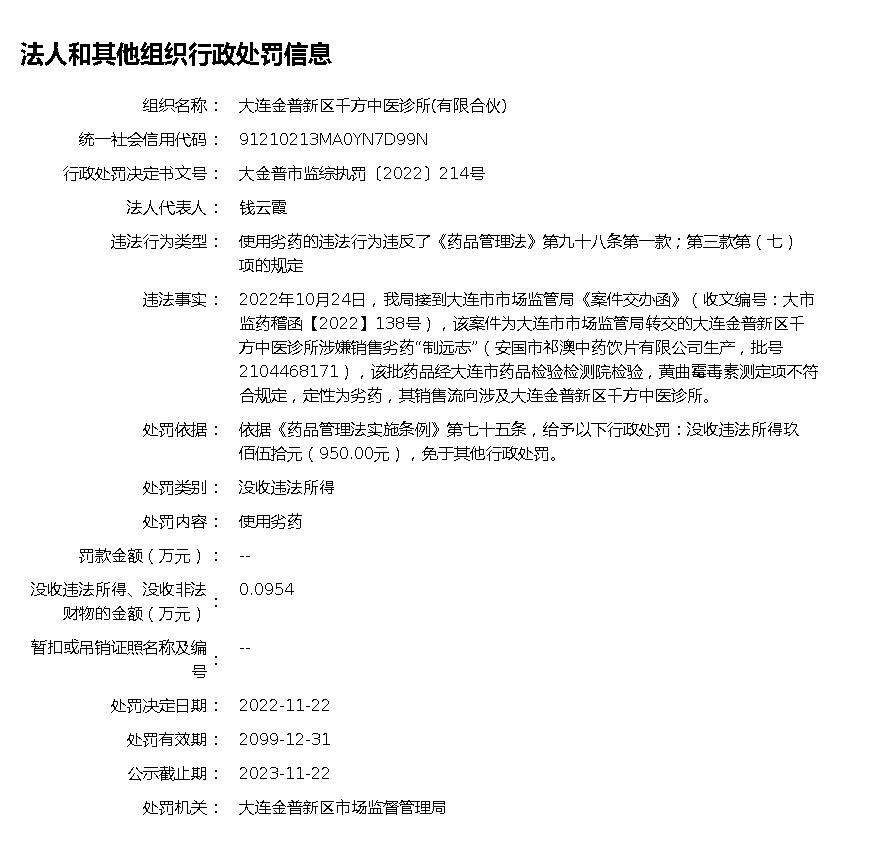 法人和其他组织行政处罚信息
组织名称： 大连金普新区千方中医诊所(有限合伙)
统一社会信用代码： 91210213MA0YN7D99N
行政处罚决定书文号： 大金普市监综执罚〔2022〕214号
法人代表人： 钱云霞
违法行为类型： 使用劣药的违法行为违反了《药品管理法》第九十八条第一款；第三款第（七）
项的规定
违法事实： 2022年10月24日，我局接到大连市市场监管局《案件交办函》（收文编号：大市
监药稽函【2022】138号），该案件为大连市市场监管局转交的大连金普新区千
方中医诊所涉嫌销售劣药“制远志”（安国市祁澳中药饮片有限公司生产，批号
2104468171），该批药品经大连市药品检验检测院检验，黄曲霉毒素测定项不符
合规定，定性为劣药，其销售流向涉及大连金普新区千方中医诊所。
处罚依据： 依据《药品管理法实施条例》第七十五条，给予以下行政处罚：没收违法所得玖
佰伍拾元（950.00元），免于其他行政处罚。
处罚类别： 没收违法所得
处罚内容： 使用劣药
罚款金额（万元）： --
没收违法所得、没收非法
财物的金额（万元）： 0.0954
暂扣或吊销证照名称及编
号： --
处罚决定日期： 2022-11-22
处罚有效期： 2099-12-31
公示截止期： 2023-11-22
处罚机关： 大连金普新区市场监督管理局